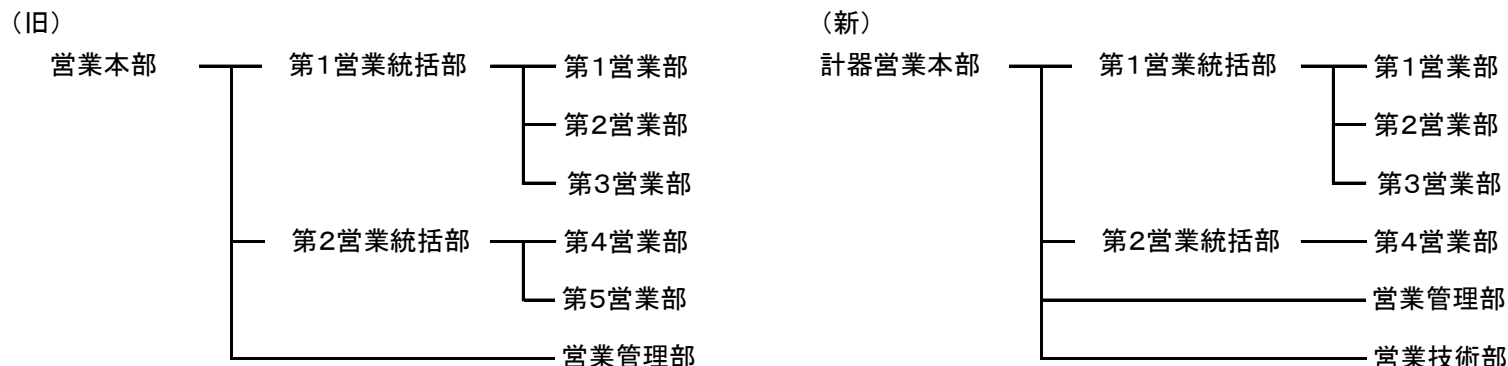 （旧） （新）
営業本部 第１営業統括部 第１営業部 計器営業本部 第１営業統括部 第１営業部
第２営業部 第２営業部
第３営業部 第３営業部
第２営業統括部 第４営業部 第２営業統括部 第４営業部
第５営業部 営業管理部
営業管理部 営業技術部